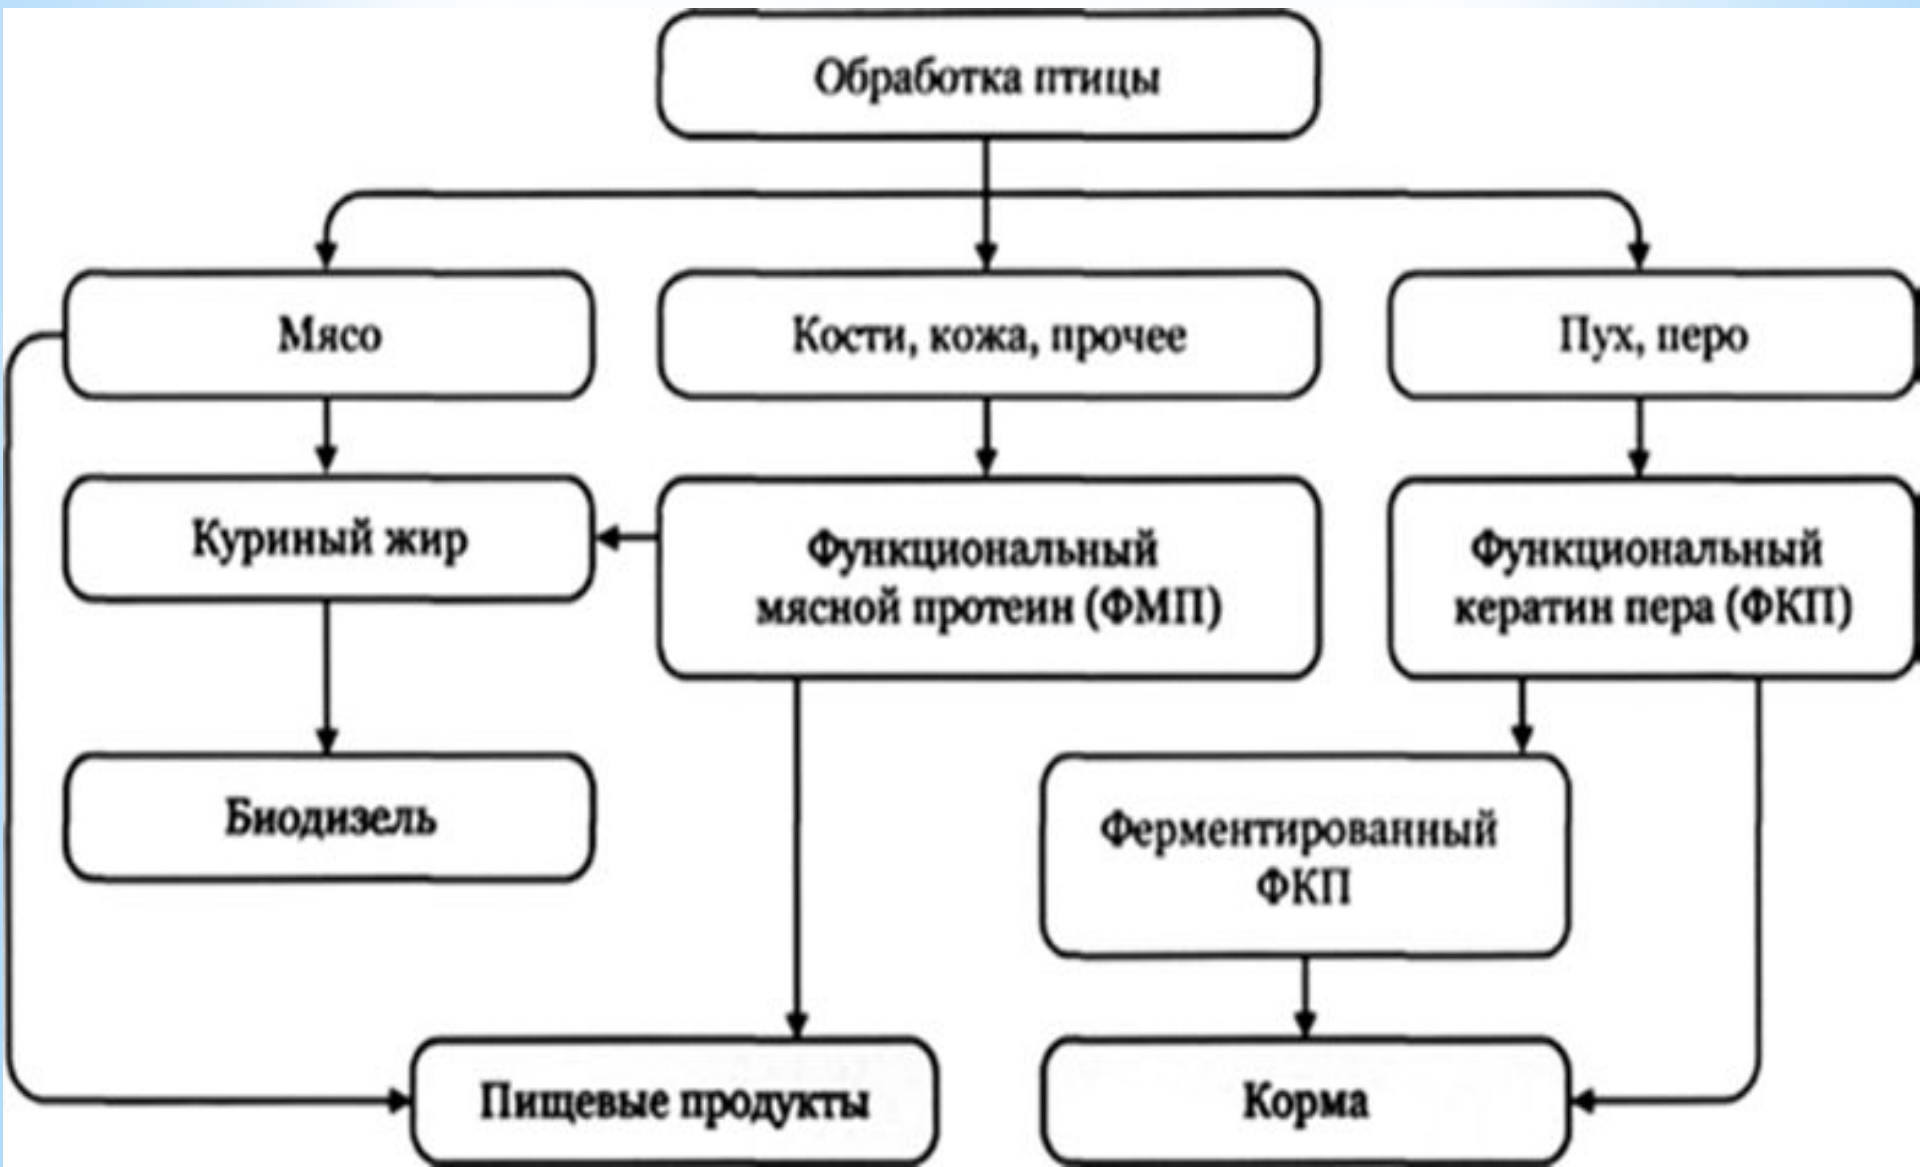 Обработка птицы
Мясо
Кости, кожа, прочее
Пух, перо
Куриный жир
Функциональный
мясной протеин (ФМП)
Функциональный
кератин пера (ФКП)
Биодизель
Ферментированный
ФКП
Пищевые продукты
Корма